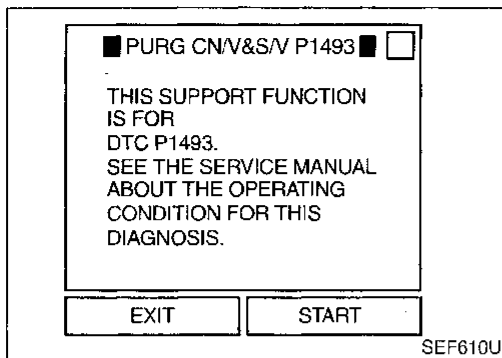 PURG CN/V&S/V P1493
THIS SUPPORT FUNCTION
IS FOR
DTC P1493.
SEE THE SERVICE MANUAL
ABOUT THE OPERATING
CONDITION FOR THIS
DIAGNOSIS.
EXIT START
SEF610U